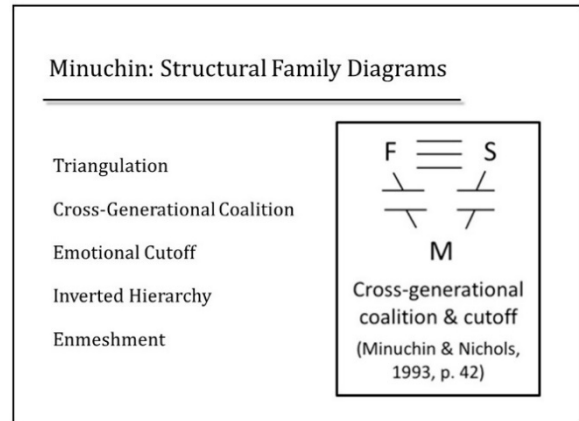 Minuchin: Structural Family Diagrams
Triangulation
Cross-Generational Coalition
Emotional Cutoff
Inverted Hierarchy
Enmeshment
F S
M
Cross-generational
coalition & cutoff
(Minuchin & Nichols,
1993, p. 42)